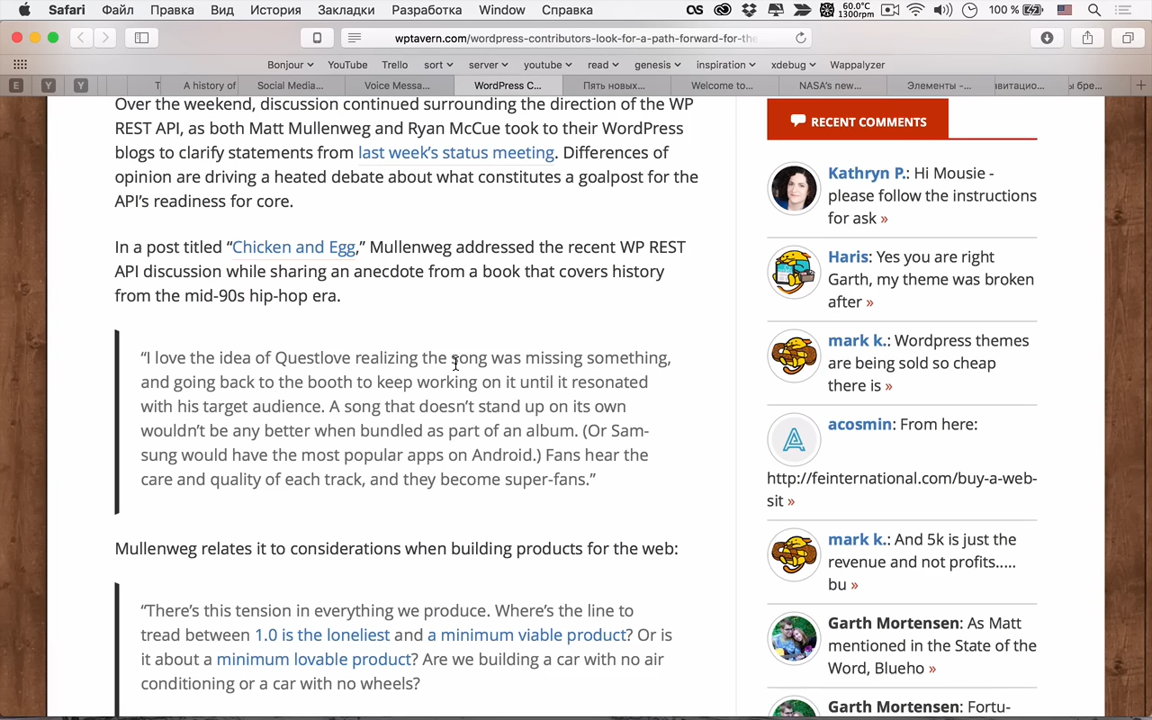 Safari Файл Правка Вид История Закладки Разработка Window Справка 60.0°C 1300rpm 100 %
wptavern.com/wordpress-contributors-look-for-a-path-forward-for-the-
Bonjour YouTube Trello sort server youtube read genesis inspiration xdebug Wappalyzer
E Y Y T A history of Social Media... Voice Messa... WordPress C... Пять новых... Welcome to... NASA's new... Элементы -... авитацио... ы бре...
Over the weekend, discussion continued surrounding the direction of the WP
REST API, as both Matt Mullenweg and Ryan McCue took to their WordPress
blogs to clarify statements from last week's status meeting. Differences of
opinion are driving a heated debate about what constitutes a goalpost for the
API's readiness for core.
In a post titled “Chicken and Egg,” Mullenweg addressed the recent WP REST
API discussion while sharing an anecdote from a book that covers history
from the mid-90s hip-hop era.
“I love the idea of Questlove realizing the song was missing something,
and going back to the booth to keep working on it until it resonated
with his target audience. A song that doesn't stand up on its own
wouldn't be any better when bundled as part of an album. (Or Sam-
sung would have the most popular apps on Android.) Fans hear the
care and quality of each track, and they become super-fans.”
Mullenweg relates it to considerations when building products for the web:
“There's this tension in everything we produce. Where's the line to
tread between 1.0 is the loneliest and a minimum viable product? Or is
it about a minimum lovable product? Are we building a car with no air
conditioning or a car with no wheels?
RECENT COMMENTS
Kathryn P.: Hi Mousie -
please follow the instructions
for ask »
Haris: Yes you are right
Garth, my theme was broken
after »
mark k.: Wordpress themes
are being sold so cheap
there is »
acosmin: From here:
http://feinternational.com/buy-a-web-
sit »
mark k.: And 5k is just the
revenue and not profits.....
bu »
Garth Mortensen: As Matt
mentioned in the State of the
Word, Blueho »
Garth Mortensen: Fortu-